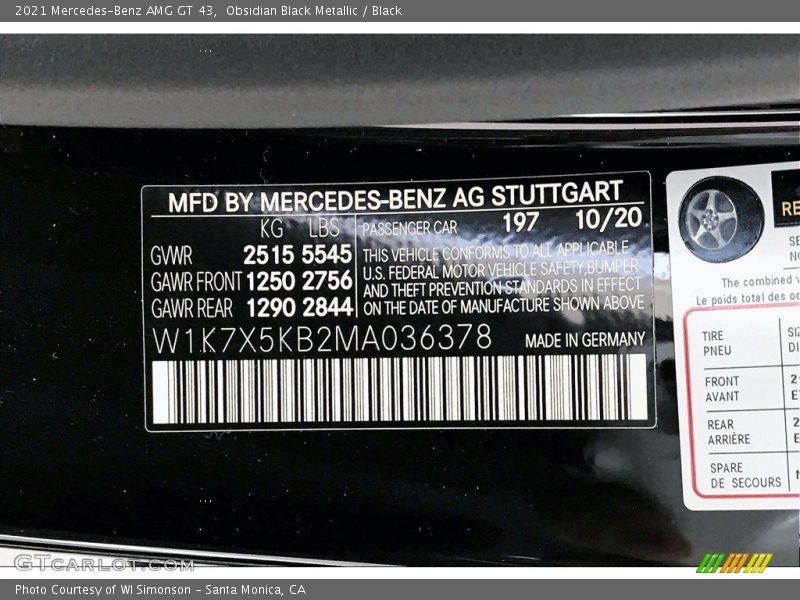 2021 Mercedes-Benz AMG GT 43,  Obsidian Black Metallic / Black
MFD BY MERCEDES-BENZ AG STUTTGART
KG LBS PASSENGER CAR 197 10/20
GVWR 2515 5545
GAWR FRONT 1250 2756
GAWR REAR 1290 2844
THIS VEHICLE CONFORMS TO ALL APPLICABLE
U.S. FEDERAL MOTOR VEHICLE SAFETY,BUMPER
AND THEFT PREVENTION STANDARDS IN EFFECT
ON THE DATE OF MANUFACTURE SHOWN ABOVE
W1K7X5KB2MA036378 MADE IN GERMANY
The combined
Le poids total des
TIRE
PNEU
FRONT
AVANT
REAR
ARRIÈRE
SPARE
DE SECOURS
GTCARLOT.COM
Photo Courtesy of WI Simonson - Santa Monica, CA